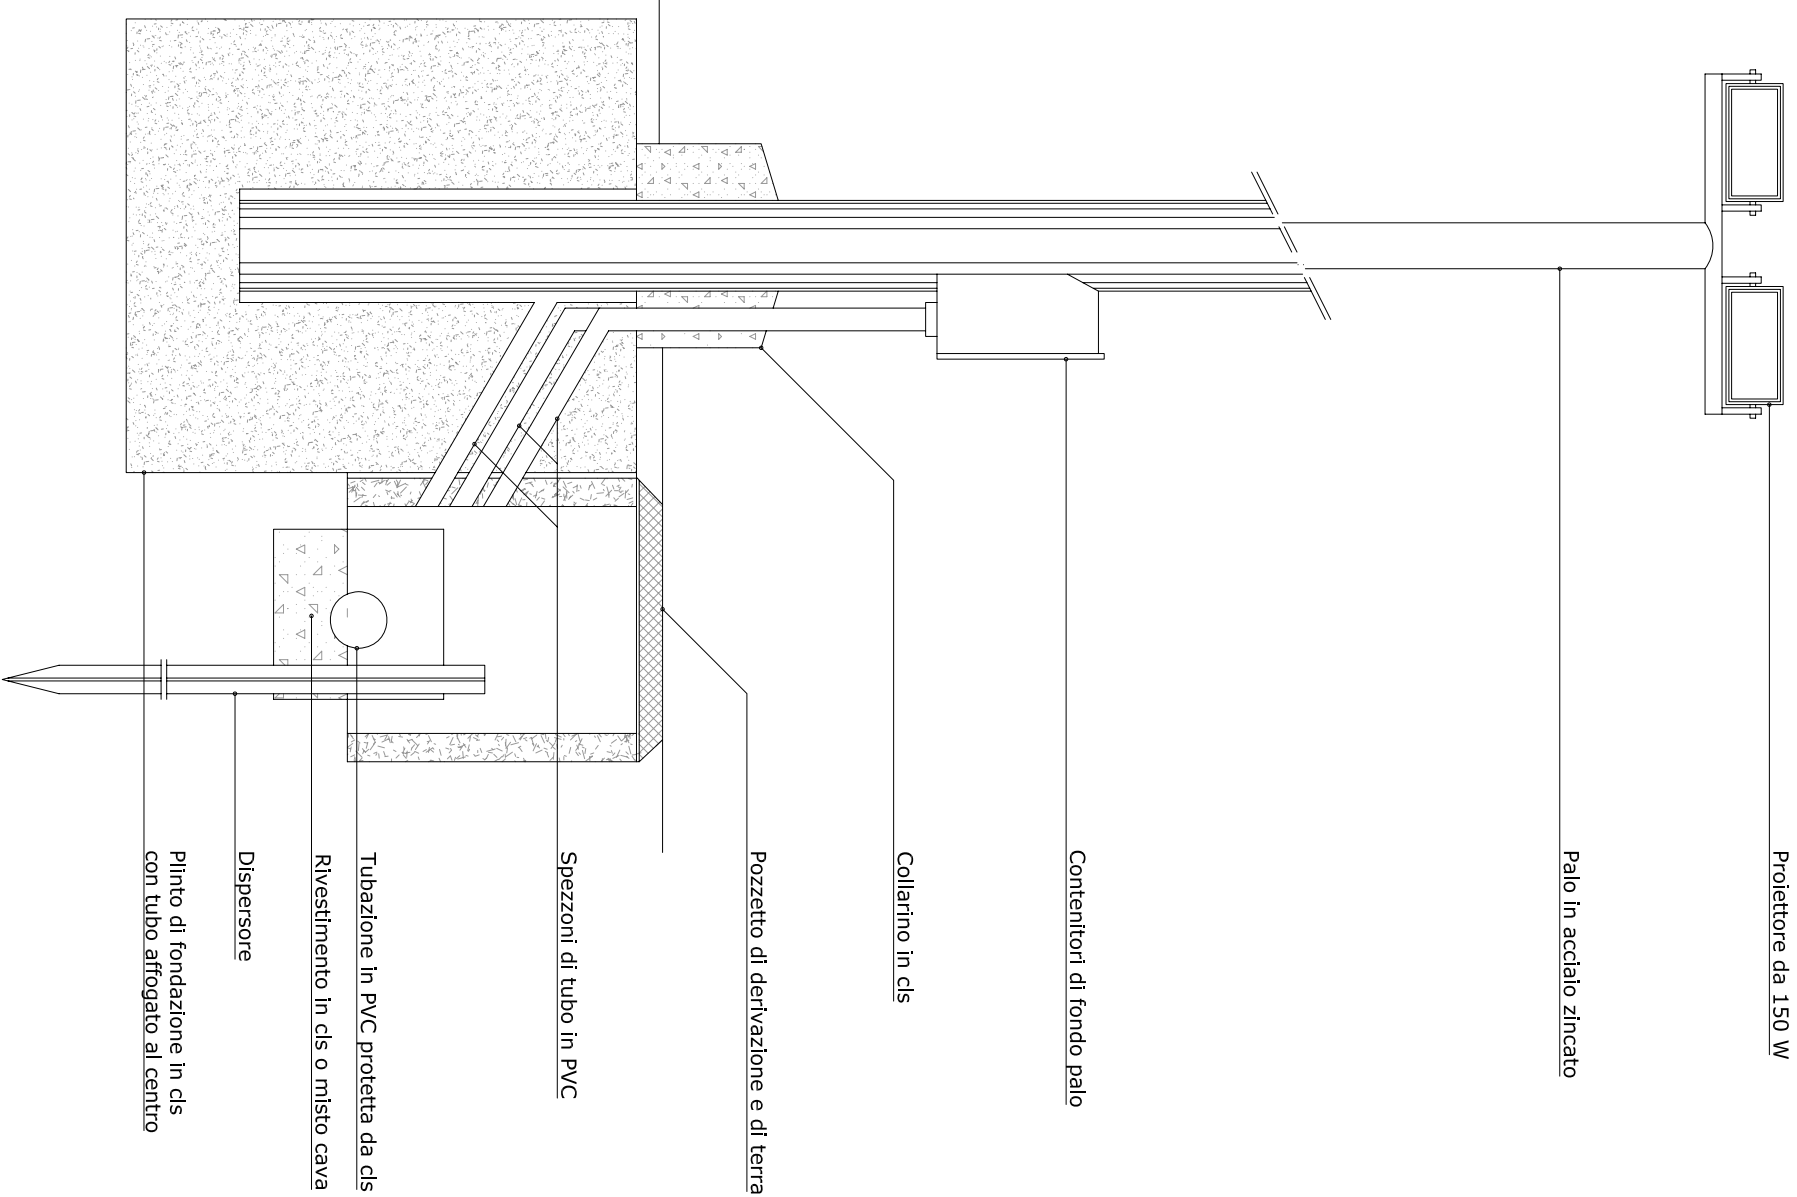 Proiettore da 150 W
Palo in acciaio zincato
Contenitori di fondo palo
Collarino in cls
Pozzetto di derivazione e di terra
Spezzoni di tubo in PVC
Tubazione in PVC protetta da cls
Rivestimento in cls o misto cava
Dispersore
Plinto di fondazione in cls
con tubo affogato al centro